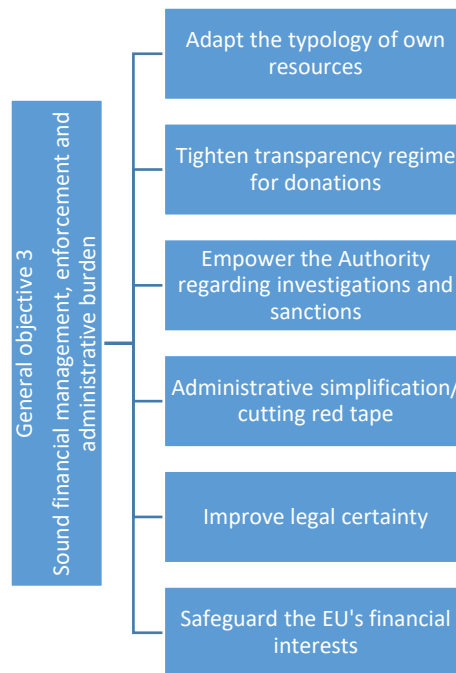 General objective 3
Sound financial management, enforcement and
administrative burden
Adapt the typology of own
resources
Tighten transparency regime
for donations
Empower the Authority
regarding investigations and
sanctions
Administrative simplification/
cutting red tape
Improve legal certainty
Safeguard the EU's financial
interests